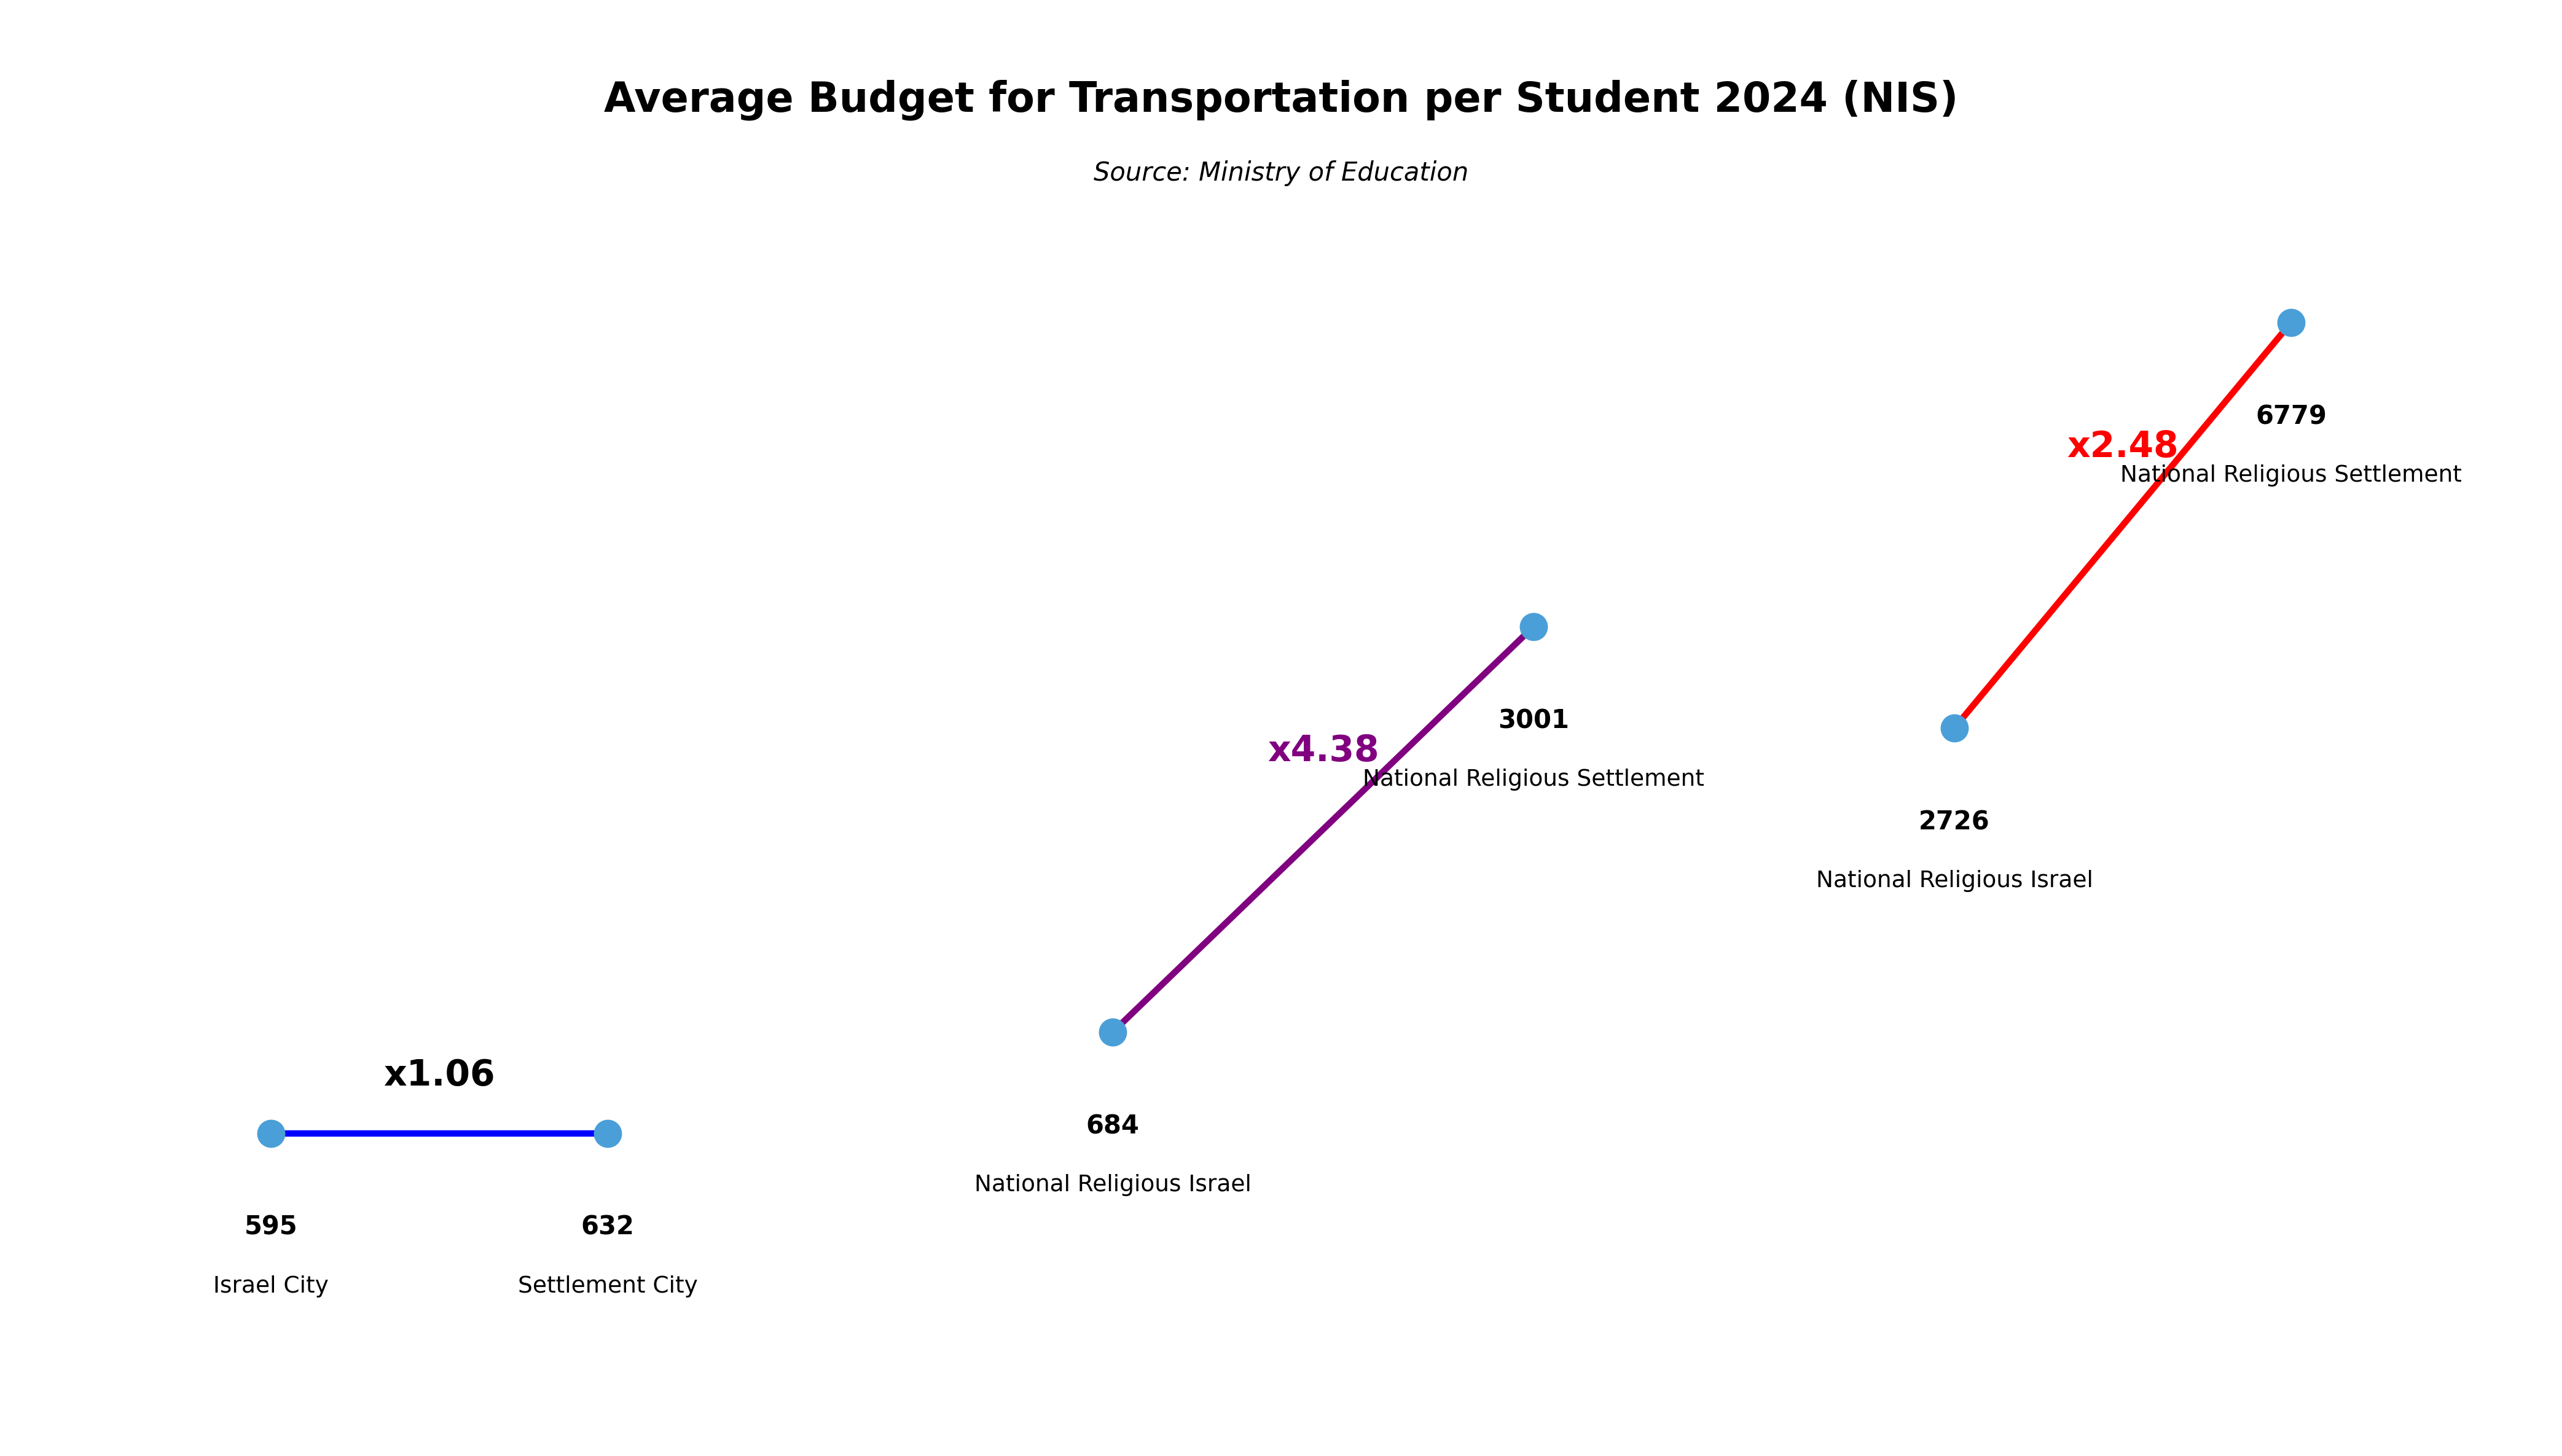 Average Budget for Transportation per Student 2024 (NIS)
Source: Ministry of Education
x1.06
595
Israel City
632
Settlement City
x4.38
684
National Religious Israel
3001
National Religious Settlement
x2.48
2726
National Religious Israel
6779
National Religious Settlement